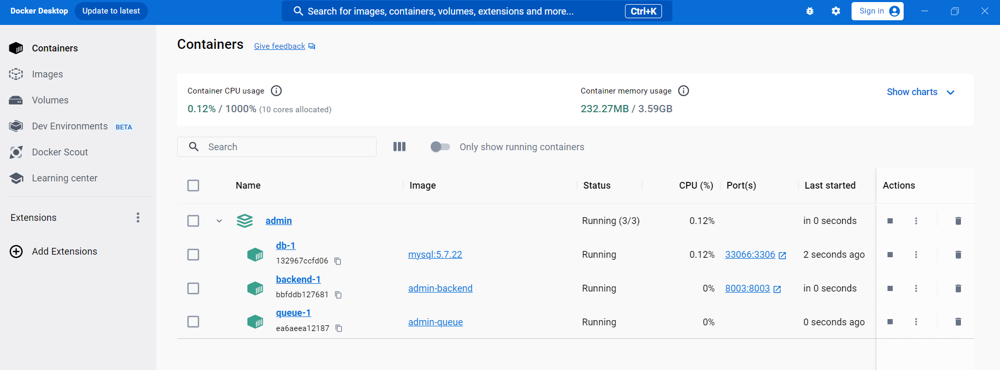 Docker Desktop Update to latest Search for images, containers, volumes, extensions and more... Ctrl+K Sign in
Containers
Images
Volumes
Dev Environments BETA
Docker Scout
Learning center
Extensions
Add Extensions
Containers Give feedback
Container CPU usage
0.12% / 1000% (10 cores allocated)
Container memory usage
232.27MB / 3.59GB
Show charts
Search Only show running containers
Name Image Status CPU (%) Port(s) Last started Actions
admin Running (3/3) 0.12% in 0 seconds
db-1
132967ccfd06 mysql:5.7.22 Running 0.12% 33066:3306 2 seconds ago
backend-1
bbfddb127681 admin-backend Running 0% 8003:8003 in 0 seconds
queue-1
ea6aeea12187 admin-queue Running 0% 0 seconds ago